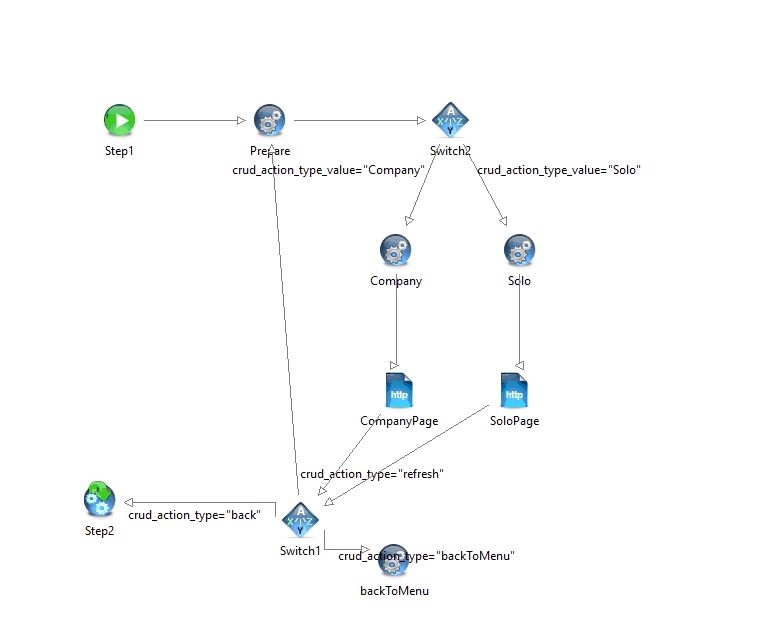 Step1
Prepare
Switch2
crud_action_type_value="Company"
crud_action_type_value="Solo"
Company
Solo
http
http
CompanyPage
SoloPage
crud_action_type="refresh"
Step2
crud_action_type="back"
A
X
Z
Y
Switch1
crud_action_type="backToMenu"
backToMenu
A
X
Z
Y